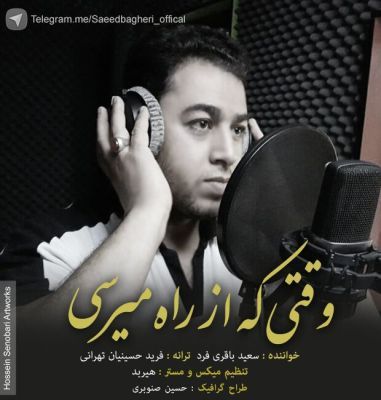 Telegram.me/Saeedbagheri_offical
وقتی که از راه میرسی
خواننده : سعید باقری فرد ترانه : فرید حسینیان تهرانی
تنظیم میکس و مستر : هیربد
طراح گرافیک : حسین صنوبری
Hossein Senobari Artworks